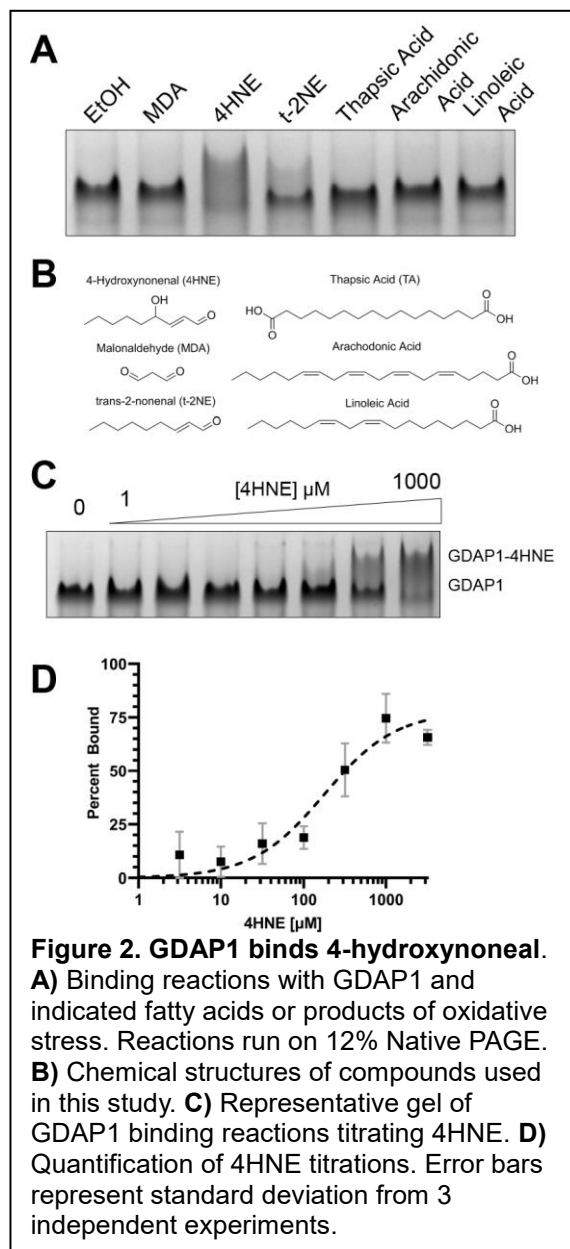 A
EtOH
MDA
4HNE
t-2NE
Thapsic Acid
Arachidonic
Acid
Linoleic
Acid
B
4-Hydroxynonenal (4HNE)
OH
O
Malonaldehyde (MDA)
O
O
trans-2-nonenal (t-2NE)
O
Thapsic Acid (TA)
HO
O
O
OH
Arachodonic Acid
O
OH
Linoleic Acid
O
OH
C
0
1
[4HNE] µM
1000
GDAP1-4HNE
GDAP1
D
Percent Bound
100
75
50
25
0
1
10
100
1000
4HNE [µM]
Figure 2. GDAP1 binds 4-hydroxynoneal.
A) Binding reactions with GDAP1 and
indicated fatty acids or products of oxidative
stress. Reactions run on 12% Native PAGE.
B) Chemical structures of compounds used
in this study. C) Representative gel of
GDAP1 binding reactions titrating 4HNE. D)
Quantification of 4HNE titrations. Error bars
represent standard deviation from 3
independent experiments.